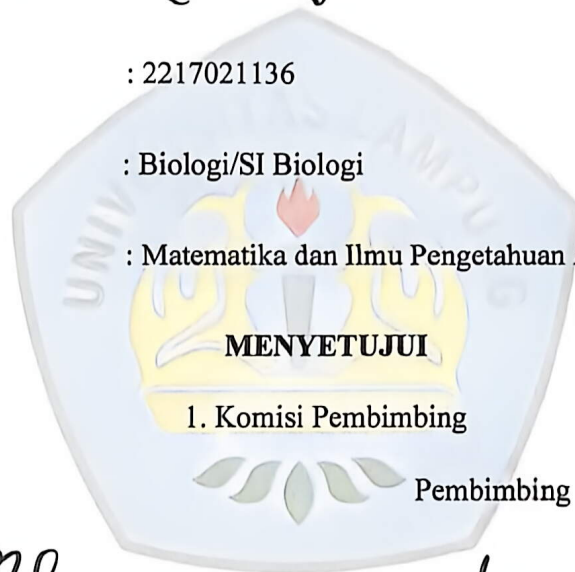 : 2217021136
: Biologi/SI Biologi
: Matematika dan Ilmu Pengetahuan
MENYETUJUI
1. Komisi Pembimbing
Pembimbing